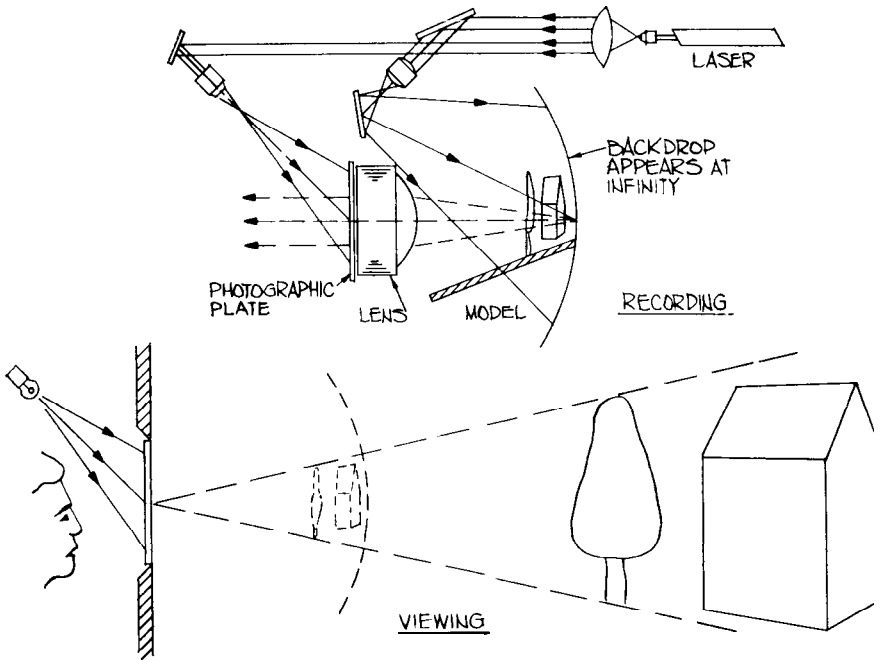 LASER
BACKDROP
APPEARS AT
INFINITY
PHOTOGRAPHIC
PLATE
LENS
MODEL
RECORDING
VIEWING